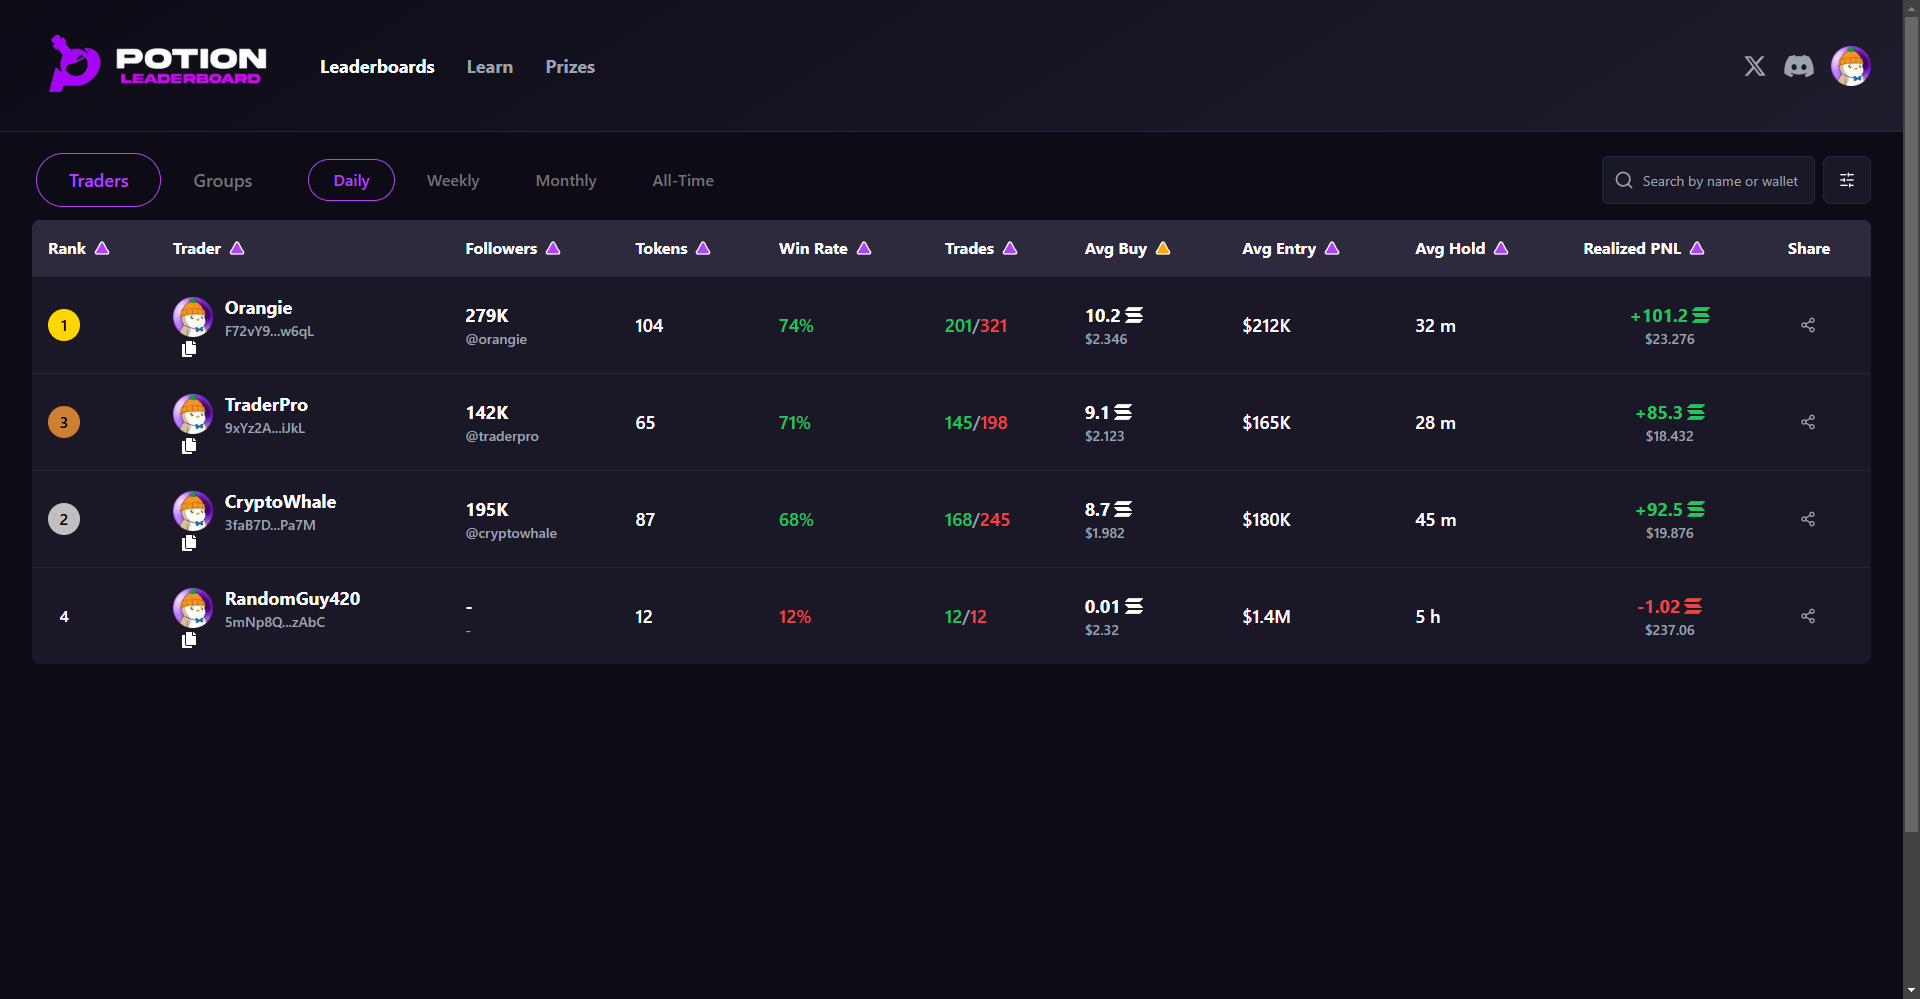 POTION
LEADERBOARD
Leaderboards Learn Prizes
Traders Groups Daily Weekly Monthly All-Time Search by name or wallet
Rank Trader Followers Tokens Win Rate Trades Avg Buy Avg Entry Avg Hold Realized PNL Share
1 Orangie F72vY9...w6qL 279K @orangie 104 74% 201/321 10.2 $2.346 $212K 32 m +101.2 $23.276
3 TraderPro 9xYz2A...iJkL 142K @traderpro 65 71% 145/198 9.1 $2.123 $165K 28 m +85.3 $18.432
2 CryptoWhale 3faB7D...Pa7M 195K @cryptowhale 87 68% 168/245 8.7 $1.982 $180K 45 m +92.5 $19.876
4 RandomGuy420 5mNp8Q...zAbC - - 12 12% 12/12 0.01 $2.32 $1.4M 5 h -1.02 $237.06